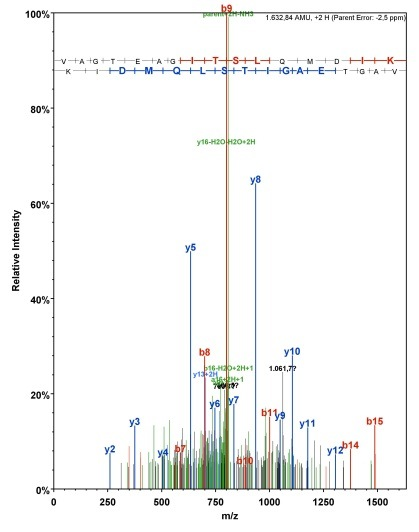 b9
parent+2H-NH3
1.632,84 AMU, +2 H (Parent Error: -2,5 ppm)
100%
V A G T E A G I T S L Q M D I K
K I D M Q L S T I G A E T G A V
80%
y16-H2O-H2O+2H
y8
60%
y5
Relative Intensity
40%
b8
y10
y16-H2O+2H+1
1.061,7?
y13+2H
20%
y6
y7
b11
y9
y3
y11
b15
b7
y4
y2
b10
y12
b14
0%
0
250
500
750
1000
1250
1500
m/z